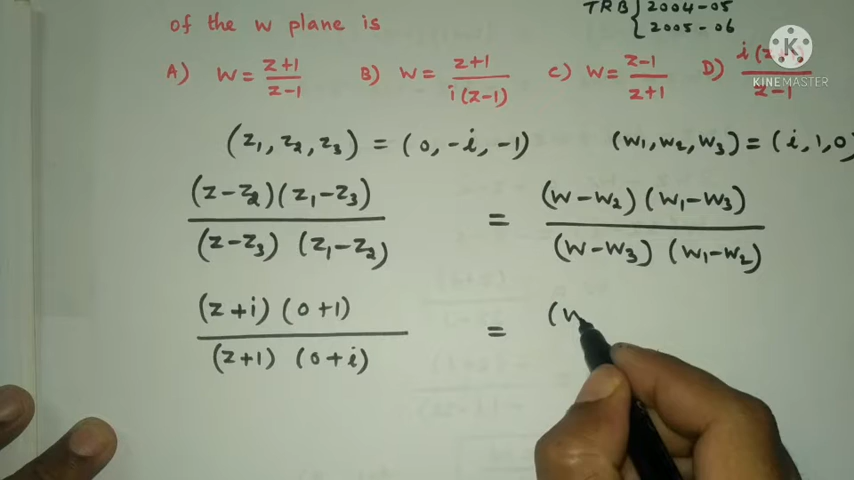 TRB { 2004-05
2005-06
of the w plane is
A) W = z+1 / z-1 B) W = z+1 / i(z-1) C) W = z-1 / z+1 D) i(z / z-1
K
KINEMASTER
(z₁, z₂, z₃) = (0, -i, -1) (w₁, w₂, w₃) = (i, 1, 0)
(z-z₂)(z₁-z₃) / (z-z₃) (z₁-z₂) = (w-w₂) (w₁-w₃) / (w-w₃) (w₁-w₂)
(z+i) (0+1) / (z+1) (0+i) = (w